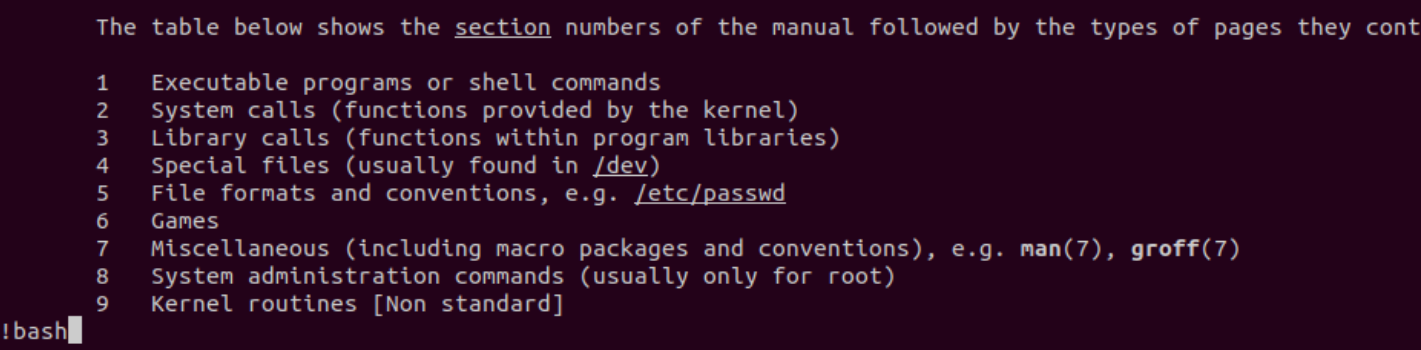 The table below shows the section numbers of the manual followed by the types of pages they cont
1 Executable programs or shell commands
2 System calls (functions provided by the kernel)
3 Library calls (functions within program libraries)
4 Special files (usually found in /dev)
5 File formats and conventions, e.g. /etc/passwd
6 Games
7 Miscellaneous (including macro packages and conventions), e.g. man(7), groff(7)
8 System administration commands (usually only for root)
9 Kernel routines [Non standard]
!bash